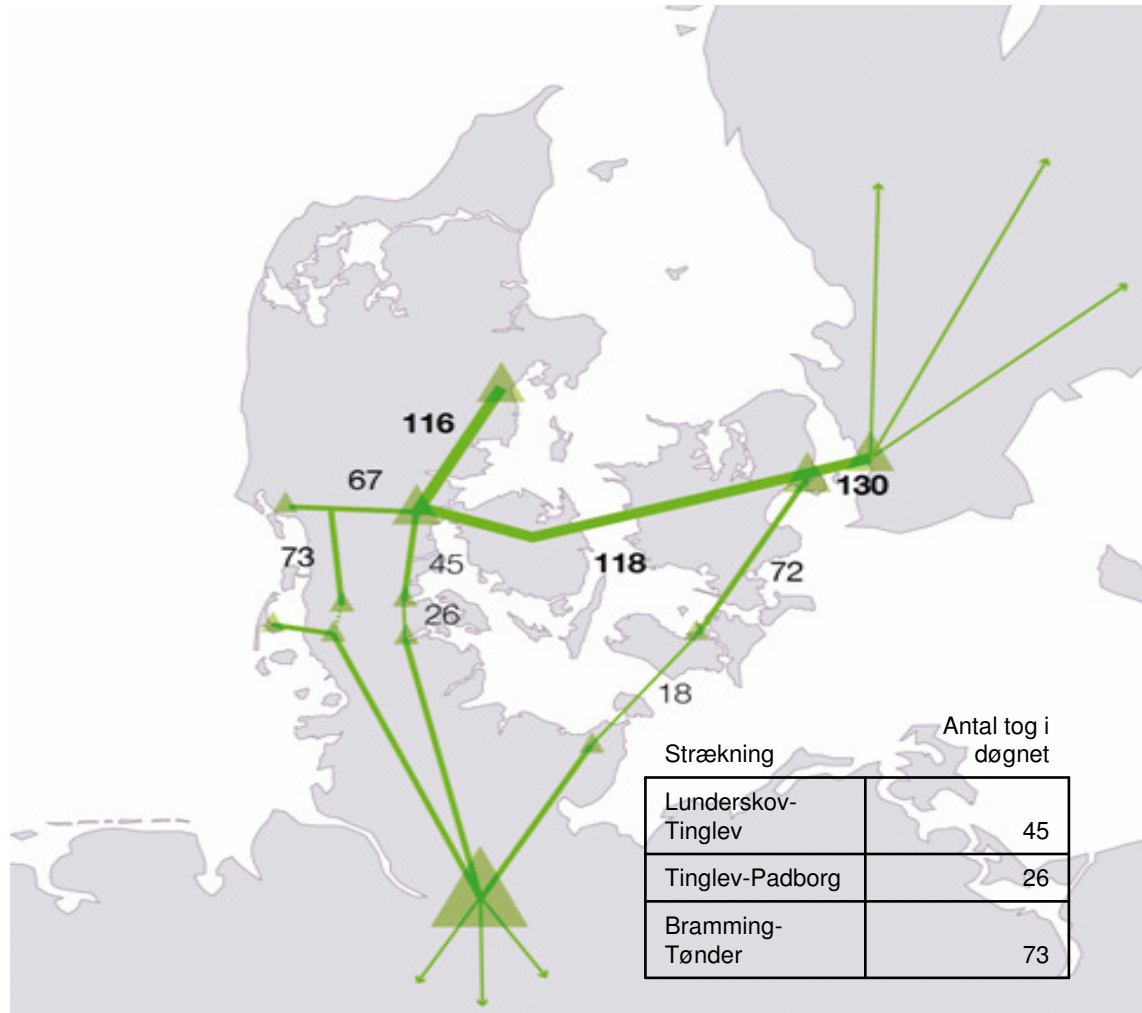 116
67
130
73
45
118
72
26
18
Antal tog i
Strækning døgnet
Lunderskov-
Tinglev 45
Tinglev-Padborg 26
Bramming-
Tønder 73